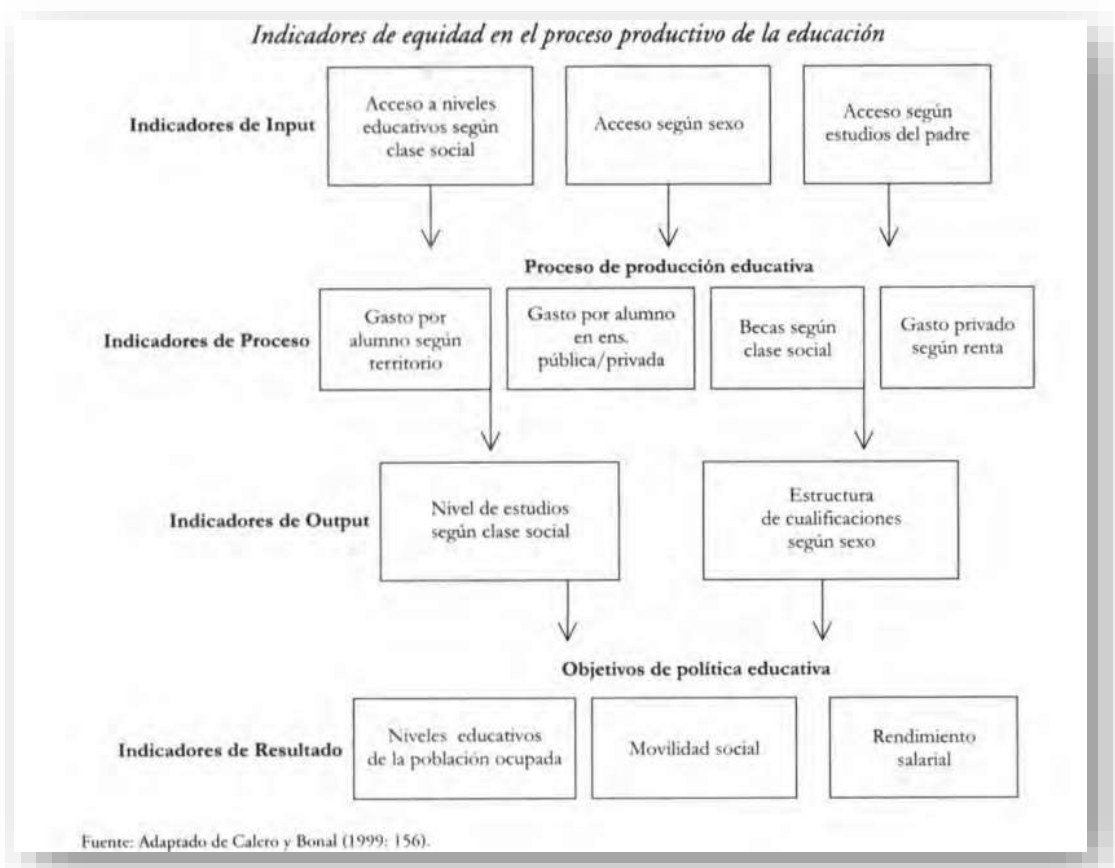 Indicadores de equidad en el proceso productivo de la educación
Indicadores de Input
Acceso a niveles
educativos según
clase social
Acceso según sexo
Acceso según
estudios del padre
Proceso de producción educativa
Indicadores de Proceso
Gasto por
alumno según
territorio
Gasto por alumno
en ens.
pública/privada
Becas según
clase social
Gasto privado
según renta
Indicadores de Output
Nivel de estudios
según clase social
Estructura
de cualificaciones
según sexo
Objetivos de política educativa
Indicadores de Resultado
Niveles educativos
de la población ocupada
Movilidad social
Rendimiento
salarial
Fuente: Adaptado de Calero y Bonal (1999: 156).